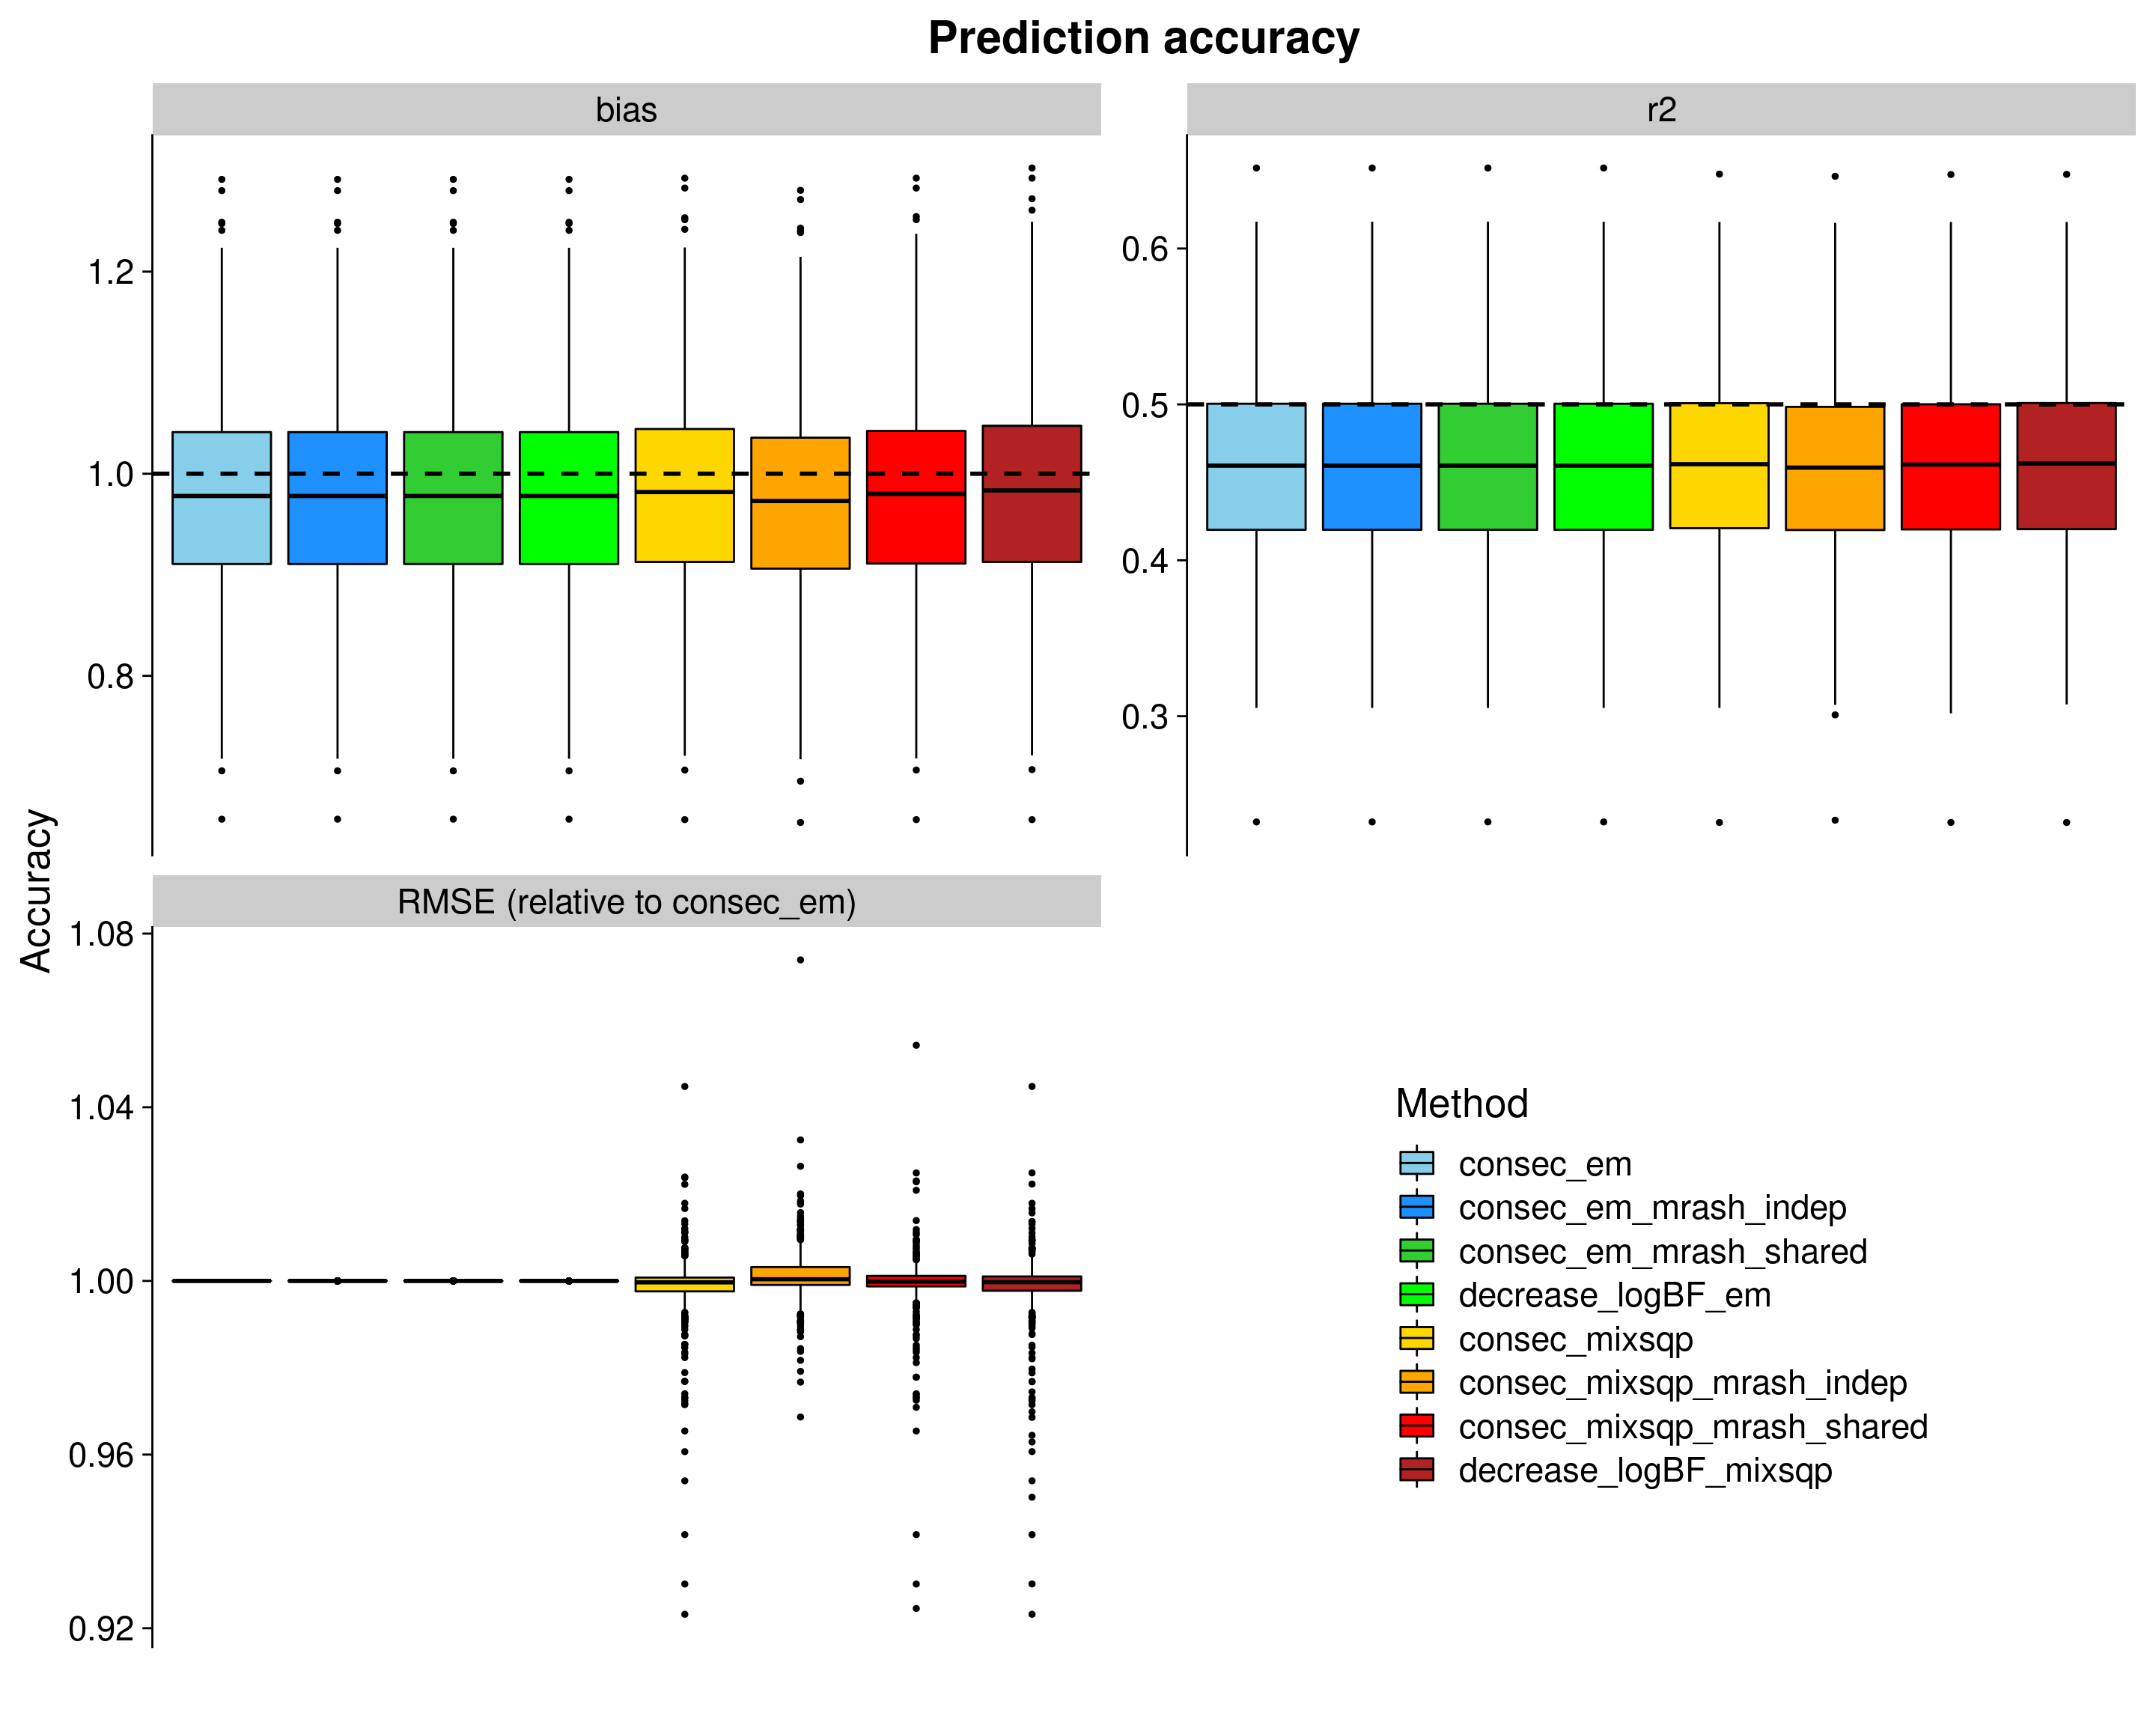 Prediction accuracy
bias
r2
1.2
1.0
0.8
0.6
0.5
0.4
0.3
Accuracy
RMSE (relative to consec_em)
1.08
1.04
1.00
0.96
0.92
Method
consec_em
consec_em_mrash_indep
consec_em_mrash_shared
decrease_logBF_em
consec_mixsqp
consec_mixsqp_mrash_indep
consec_mixsqp_mrash_shared
decrease_logBF_mixsqp